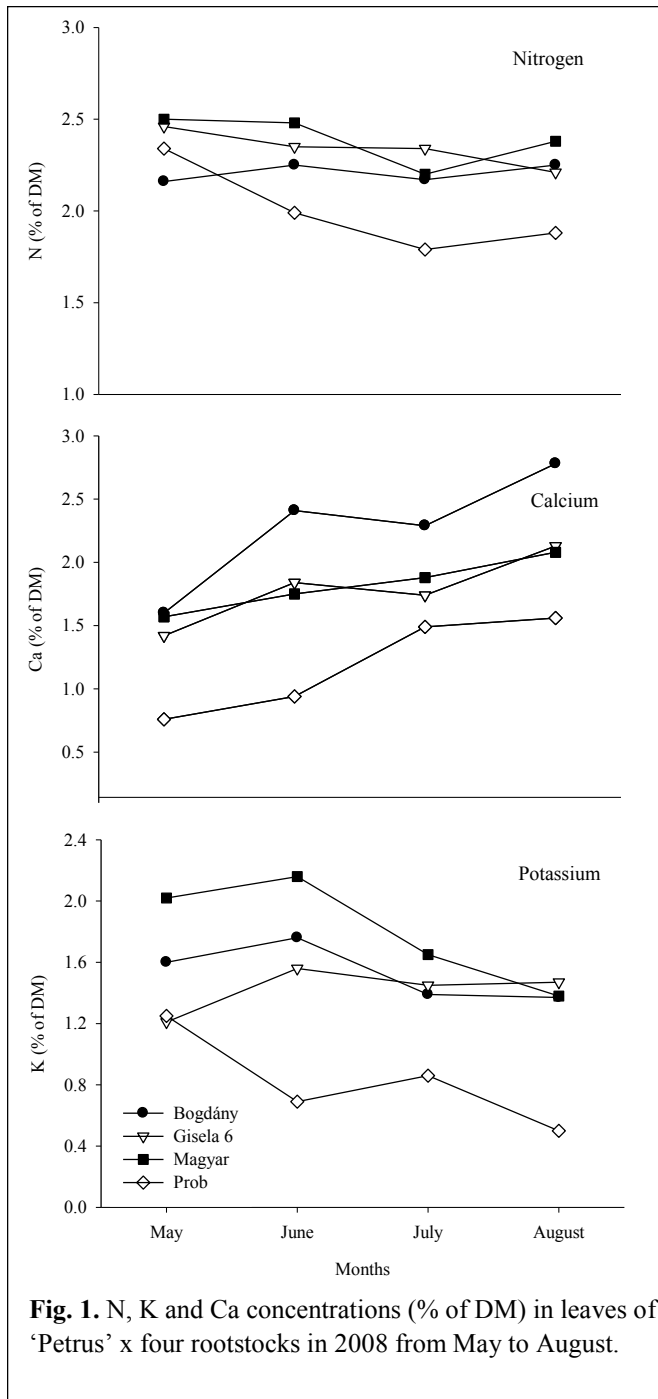 Nitrogen
N (% of DM)
3.0
2.5
2.0
1.5
1.0
Calcium
Ca (% of DM)
3.0
2.5
2.0
1.5
1.0
0.5
Potassium
K (% of DM)
2.4
2.0
1.6
1.2
0.8
0.4
0.0
Bogdány
Gisela 6
Magyar
Prob
May June July August
Months
Fig. 1. N, K and Ca concentrations (% of DM) in leaves of
‘Petrus’ x four rootstocks in 2008 from May to August.